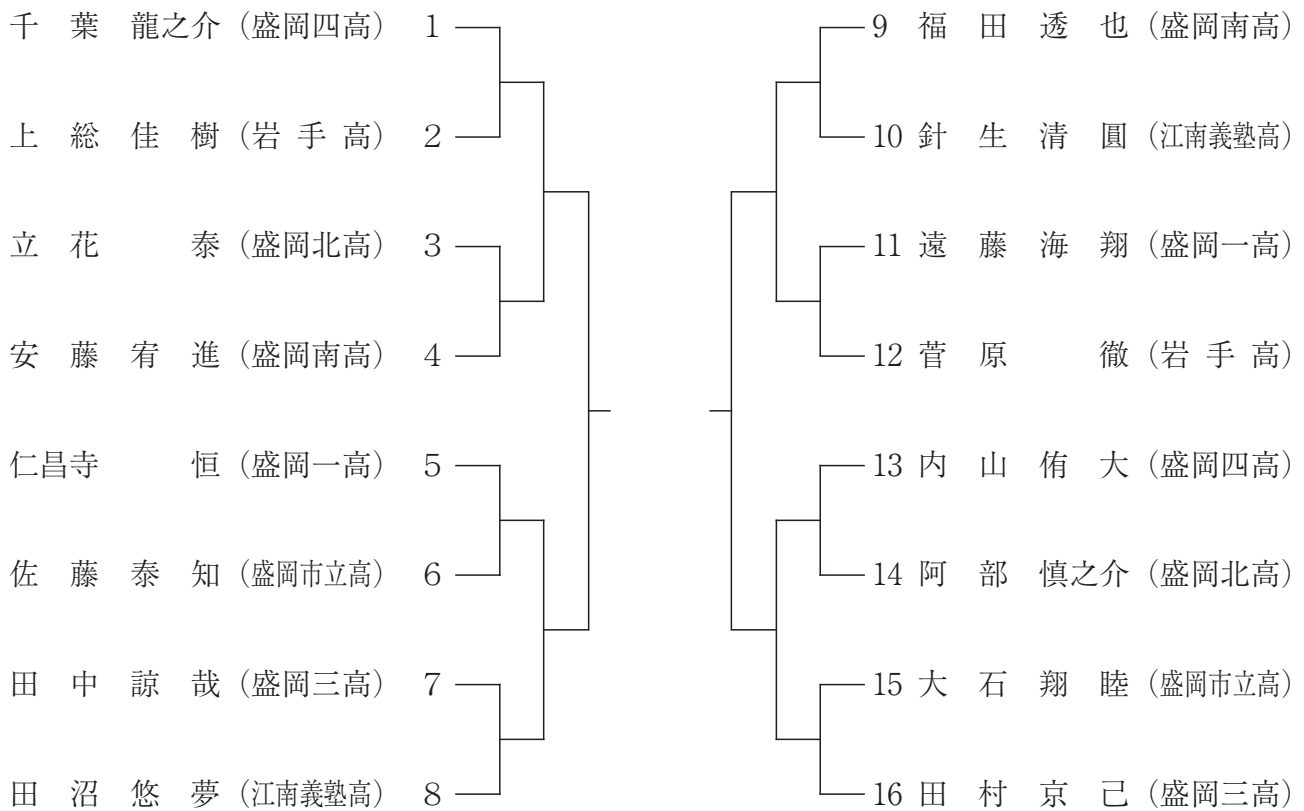 千葉龍之介（盛岡四高） 1
上総佳樹（岩手高） 2
立花泰（盛岡北高） 3
安藤宥進（盛岡南高） 4
仁昌寺恒（盛岡一高） 5
佐藤泰知（盛岡市立高） 6
田中諒哉（盛岡三高） 7
田沼悠夢（江南義塾高） 8
9 福田透也（盛岡南高）
10 針生清圓（江南義塾高）
11 遠藤海翔（盛岡一高）
12 菅原徹（岩手高）
13 内山侑大（盛岡四高）
14 阿部慎之介（盛岡北高）
15 大石翔睦（盛岡市立高）
16 田村京己（盛岡三高）